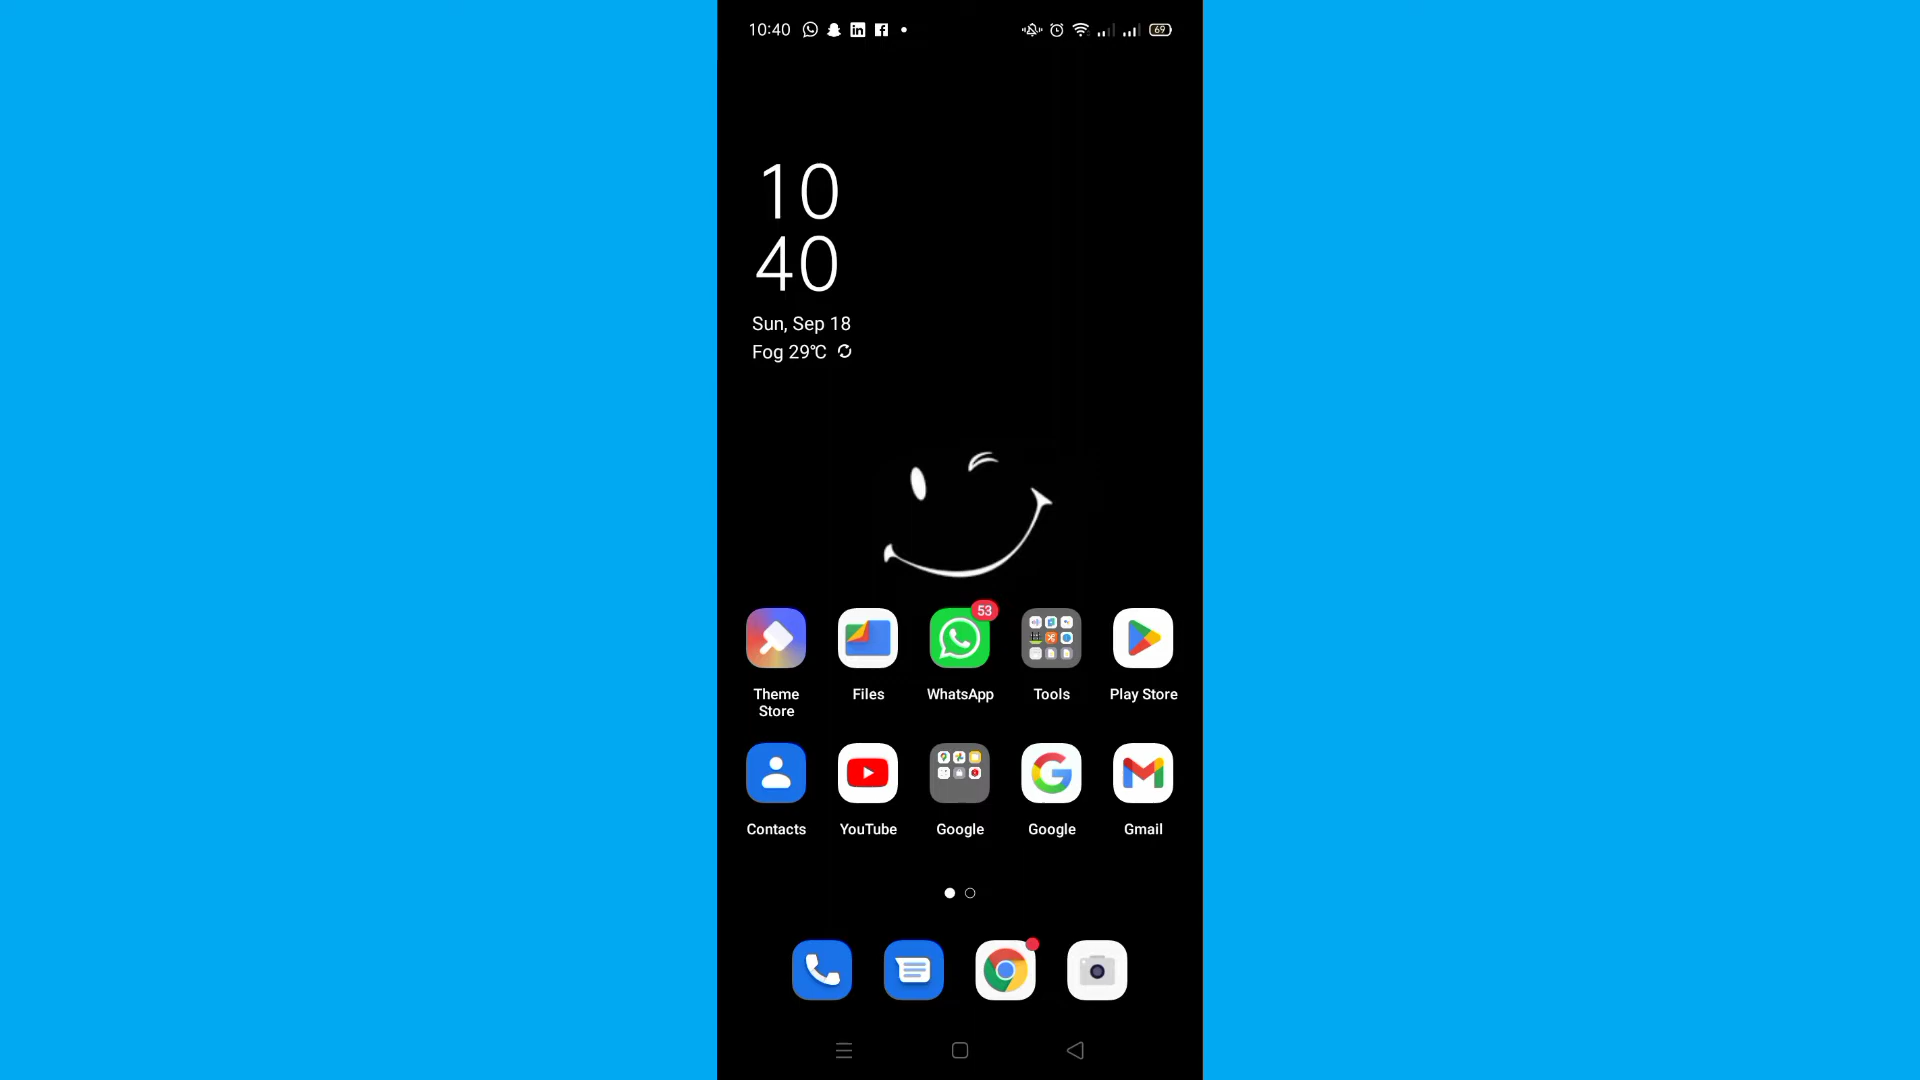 10:40
69
10
40
Sun, Sep 18
Fog 29℃
53
Theme
Store
Files
WhatsApp
Tools
Play Store
Contacts
YouTube
Google
Google
Gmail